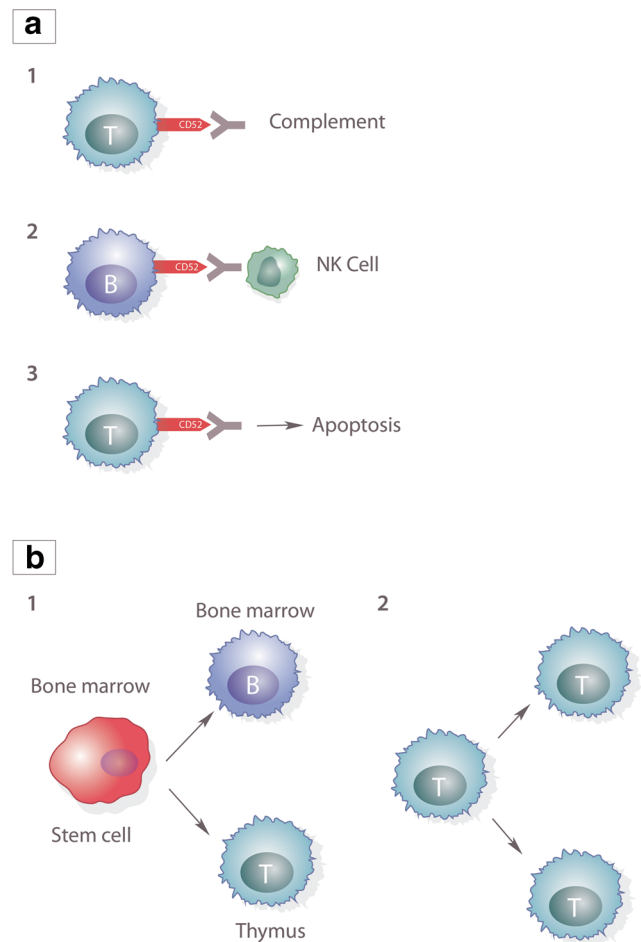 a
1
T
CD52
Complement
2
B
CD52
NK Cell
3
T
CD52
Apoptosis
b
1
Bone marrow
B
Bone marrow
Stem cell
T
Thymus
2
T
T
T